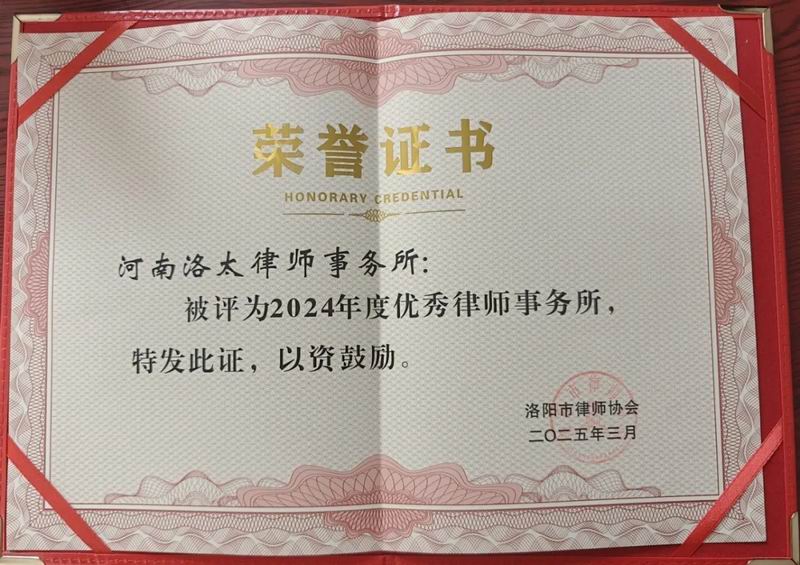 荣誉证书
HONORARY CREDENTIAL
河南洛太律师事务所：
被评为2024年度优秀律师事务所，
特发此证，以资鼓励。
洛阳市律师协会
二〇二五年三月